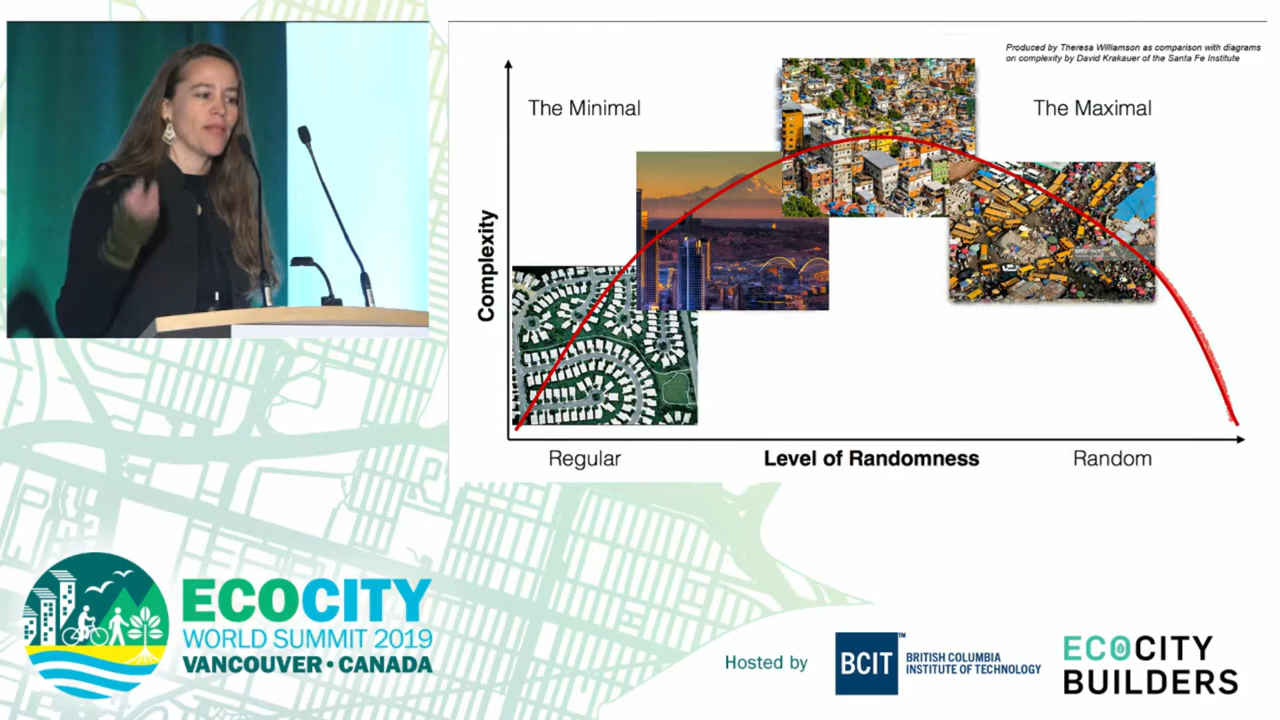 Produced by Theresa Williamson as comparison with diagrams
on complexity by David Krakauer of the Santa Fe Institute
The Minimal
The Maximal
Complexity
Regular
Level of Randomness
Random
ECOCITY
WORLD SUMMIT 2019
VANCOUVER • CANADA
Hosted by
BCIT™
BRITISH COLUMBIA
INSTITUTE OF TECHNOLOGY
ECOCITY
BUILDERS